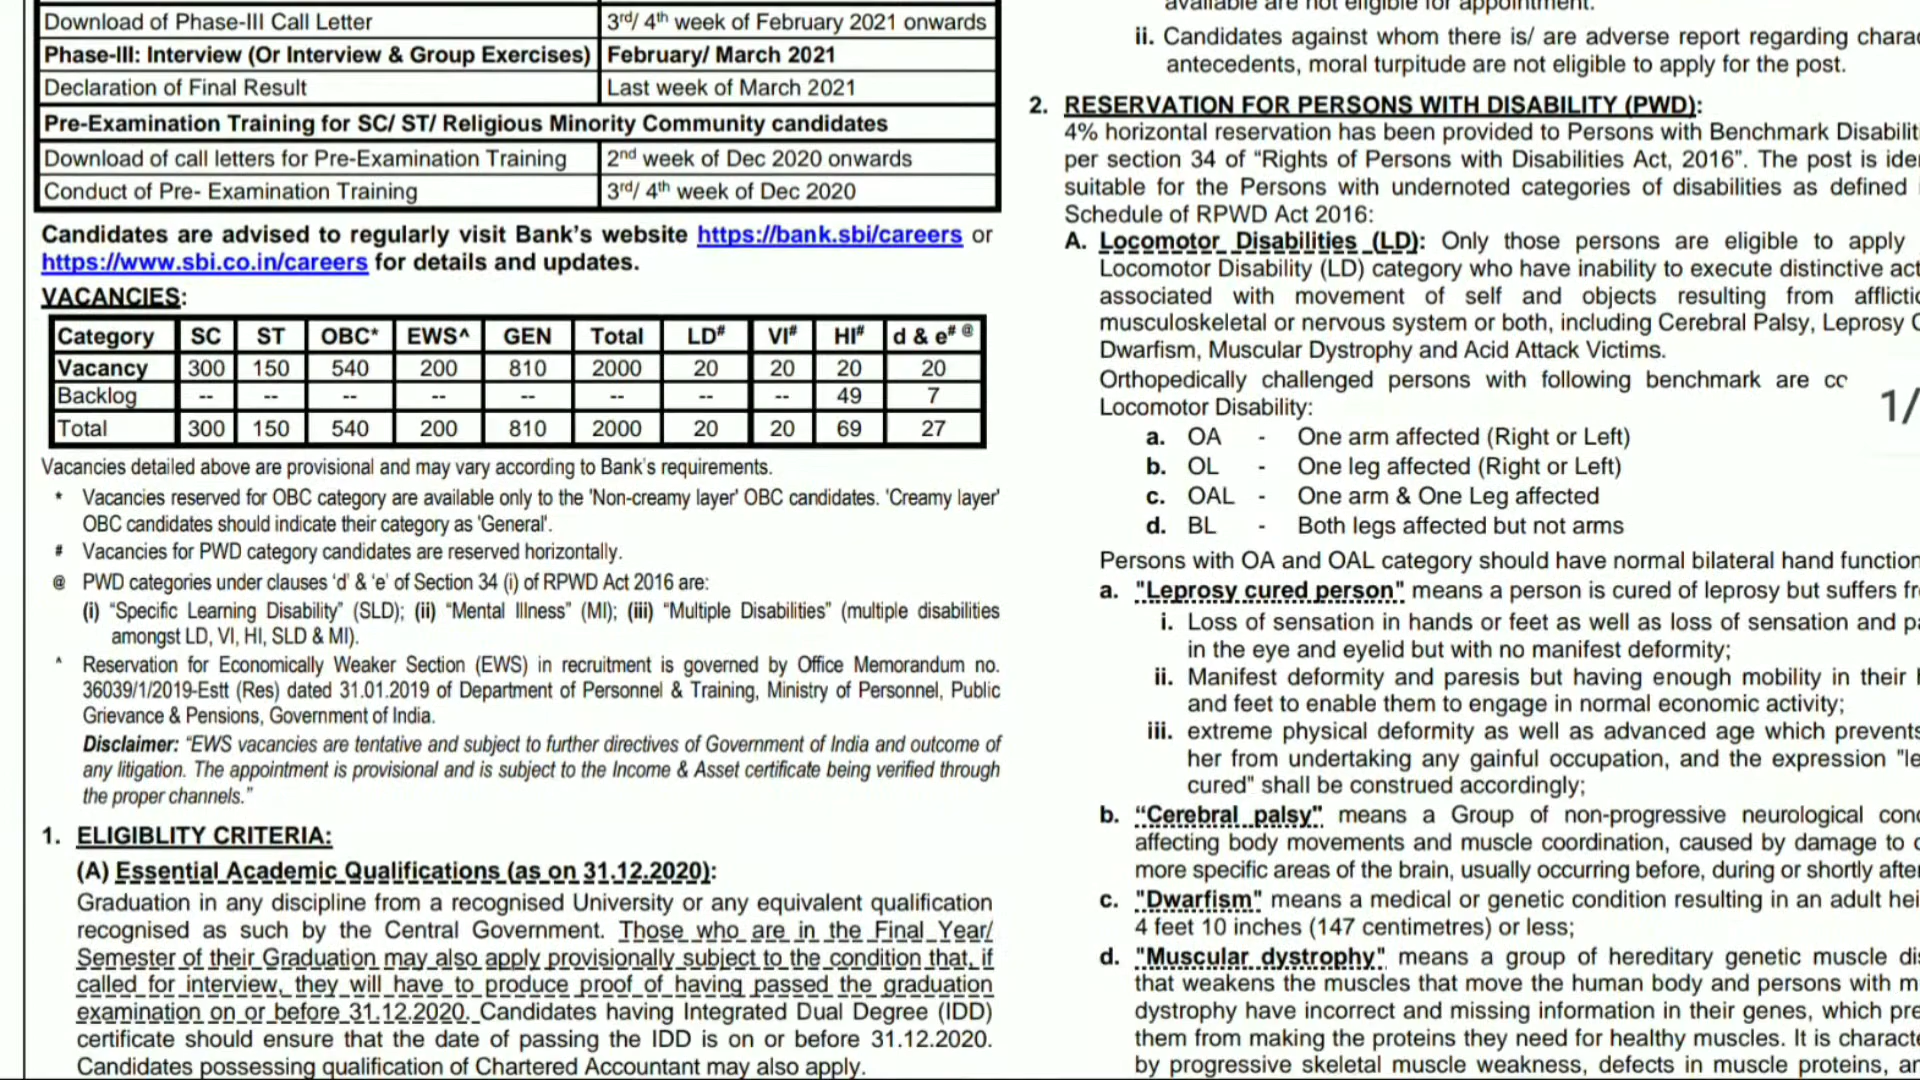 Download of Phase-III Call Letter 3rd/ 4th week of February 2021 onwards
Phase-III: Interview (Or Interview & Group Exercises) February/ March 2021
Declaration of Final Result Last week of March 2021
Pre-Examination Training for SC/ ST/ Religious Minority Community candidates
Download of call letters for Pre-Examination Training 2nd week of Dec 2020 onwards
Conduct of Pre- Examination Training 3rd/ 4th week of Dec 2020
Candidates are advised to regularly visit Bank's website https://bank.sbi/careers or
https://www.sbi.co.in/careers for details and updates.
VACANCIES:
Category SC ST OBC* EWS^ GEN Total LD# VI# HI# d & e# @
Vacancy 300 150 540 200 810 2000 20 20 20 20
Backlog -- -- -- -- -- -- -- -- 49 7
Total 300 150 540 200 810 2000 20 20 69 27
Vacancies detailed above are provisional and may vary according to Bank's requirements.
* Vacancies reserved for OBC category are available only to the 'Non-creamy layer' OBC candidates. 'Creamy layer'
OBC candidates should indicate their category as 'General'.
# Vacancies for PWD category candidates are reserved horizontally.
@ PWD categories under clauses 'd' & 'e' of Section 34 (i) of RPWD Act 2016 are:
(i) "Specific Learning Disability" (SLD); (ii) "Mental Illness" (MI); (iii) "Multiple Disabilities" (multiple disabilities
amongst LD, VI, HI, SLD & MI).
^ Reservation for Economically Weaker Section (EWS) in recruitment is governed by Office Memorandum no.
36039/1/2019-Estt (Res) dated 31.01.2019 of Department of Personnel & Training, Ministry of Personnel, Public
Grievance & Pensions, Government of India.
Disclaimer: "EWS vacancies are tentative and subject to further directives of Government of India and outcome of
any litigation. The appointment is provisional and is subject to the Income & Asset certificate being verified through
the proper channels."
1. ELIGIBLITY CRITERIA:
(A) Essential Academic Qualifications (as on 31.12.2020):
Graduation in any discipline from a recognised University or any equivalent qualification
recognised as such by the Central Government. Those who are in the Final Year/
Semester of their Graduation may also apply provisionally subject to the condition that, if
called for interview, they will have to produce proof of having passed the graduation
examination on or before 31.12.2020. Candidates having Integrated Dual Degree (IDD)
certificate should ensure that the date of passing the IDD is on or before 31.12.2020.
Candidates possessing qualification of Chartered Accountant may also apply.
available are not eligible for appointment.
ii. Candidates against whom there is/ are adverse report regarding charac
antecedents, moral turpitude are not eligible to apply for the post.
2. RESERVATION FOR PERSONS WITH DISABILITY (PWD):
4% horizontal reservation has been provided to Persons with Benchmark Disabilit
per section 34 of "Rights of Persons with Disabilities Act, 2016". The post is ide
suitable for the Persons with undernoted categories of disabilities as defined
Schedule of RPWD Act 2016:
A. Locomotor Disabilities (LD): Only those persons are eligible to apply
Locomotor Disability (LD) category who have inability to execute distinctive act
associated with movement of self and objects resulting from afflictio
musculoskeletal or nervous system or both, including Cerebral Palsy, Leprosy C
Dwarfism, Muscular Dystrophy and Acid Attack Victims.
Orthopedically challenged persons with following benchmark are cc
Locomotor Disability:
1/
a. OA - One arm affected (Right or Left)
b. OL - One leg affected (Right or Left)
c. OAL - One arm & One Leg affected
d. BL - Both legs affected but not arms
Persons with OA and OAL category should have normal bilateral hand function
a. "Leprosy cured person" means a person is cured of leprosy but suffers fr
i. Loss of sensation in hands or feet as well as loss of sensation and pa
in the eye and eyelid but with no manifest deformity;
ii. Manifest deformity and paresis but having enough mobility in their h
and feet to enable them to engage in normal economic activity;
iii. extreme physical deformity as well as advanced age which prevents
her from undertaking any gainful occupation, and the expression "le
cured" shall be construed accordingly;
b. "Cerebral palsy" means a Group of non-progressive neurological conc
affecting body movements and muscle coordination, caused by damage to o
more specific areas of the brain, usually occurring before, during or shortly after
c. "Dwarfism" means a medical or genetic condition resulting in an adult hei
4 feet 10 inches (147 centimetres) or less;
d. "Muscular dystrophy" means a group of hereditary genetic muscle dis
that weakens the muscles that move the human body and persons with m
dystrophy have incorrect and missing information in their genes, which pre
them from making the proteins they need for healthy muscles. It is characte
by progressive skeletal muscle weakness, defects in muscle proteins, an